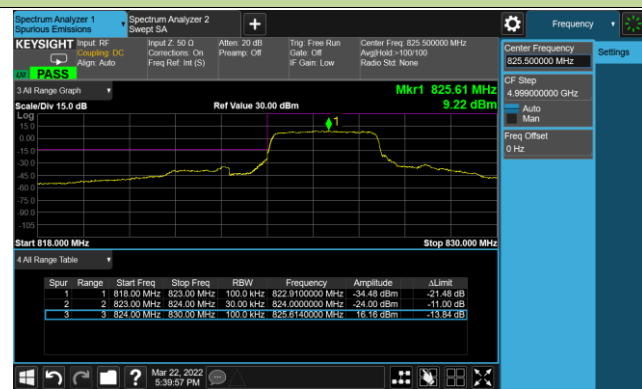 Spectrum Analyzer 1
Spurious Emissions
Spectrum Analyzer 2
Swept SA
Frequency
KEYSIGHT
Input: RF
Coupling: DC
Align: Auto
Input Z: 50 Ω
Corrections: On
Freq Ref: Int (S)
Atten: 20 dB
Preamp: Off
Trig: Free Run
Gate: Off
IF Gain: Low
Center Freq: 825.500000 MHz
Avg|Hold:>100/100
Radio Std: None
PASS
Center Frequency
825.500000 MHz
Settings
CF Step
4.999000000 GHz
Auto
Man
Freq Offset
0 Hz
3 All Range Graph
Mkr1 825.61 MHz
Scale/Div 15.0 dB
Ref Value 30.00 dBm
9.22 dBm
Log
15.0
0.00
-15.0
-30.0
-45.0
-60.0
-75.0
-90.0
-105
1
Start 818.000 MHz
Stop 830.000 MHz
4 All Range Table
Spur Range Start Freq Stop Freq RBW Frequency Amplitude ΔLimit
1 1 818.00 MHz 823.00 MHz 100.0 kHz 822.9100000 MHz -34.48 dBm -21.48 dB
2 2 823.00 MHz 824.00 MHz 30.00 kHz 824.0000000 MHz -24.00 dBm -11.00 dB
3 3 824.00 MHz 830.00 MHz 100.0 kHz 825.6140000 MHz 16.16 dBm -13.84 dB
?
Mar 22, 2022
5:39:57 PM